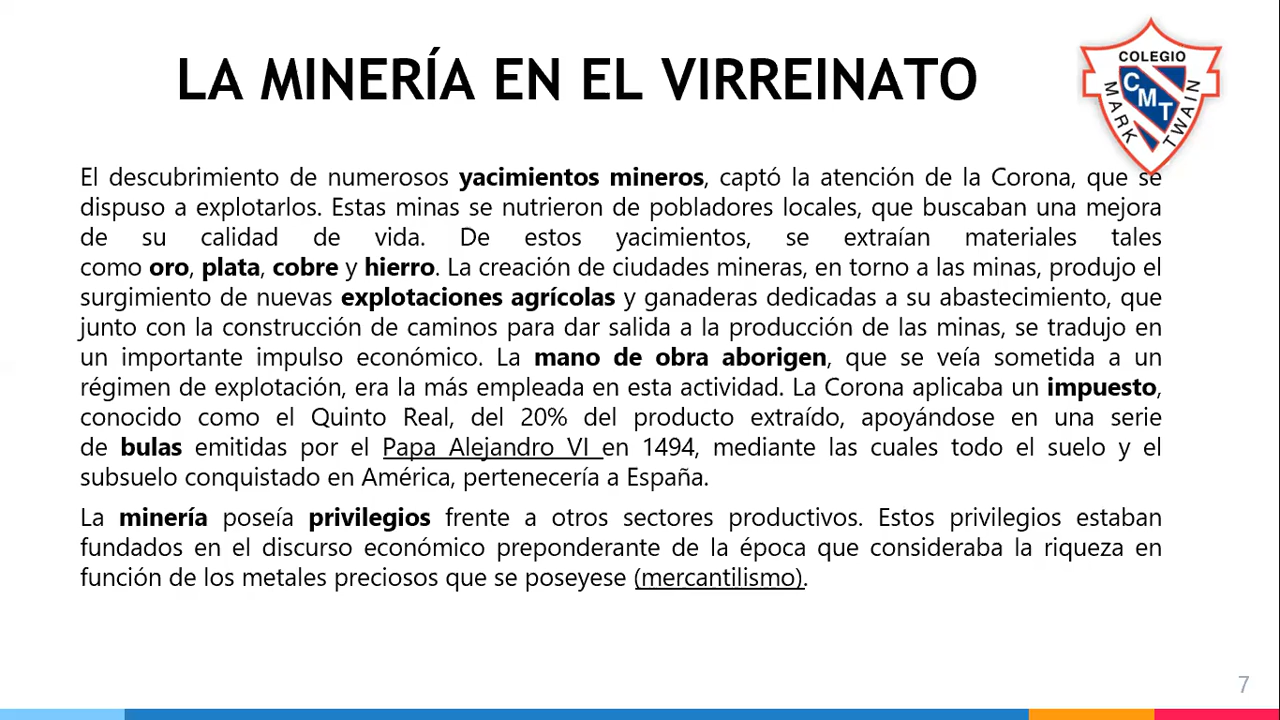 LA MINERÍA EN EL VIRREINATO
COLEGIO
CMT
MARK
TWAIN
El descubrimiento de numerosos yacimientos mineros, captó la atención de la Corona, que se
dispuso a explotarlos. Estas minas se nutrieron de pobladores locales, que buscaban una mejora
de su calidad de vida. De estos yacimientos, se extraían materiales tales
como oro, plata, cobre y hierro. La creación de ciudades mineras, en torno a las minas, produjo el
surgimiento de nuevas explotaciones agrícolas y ganaderas dedicadas a su abastecimiento, que
junto con la construcción de caminos para dar salida a la producción de las minas, se tradujo en
un importante impulso económico. La mano de obra aborigen, que se veía sometida a un
régimen de explotación, era la más empleada en esta actividad. La Corona aplicaba un impuesto,
conocido como el Quinto Real, del 20% del producto extraído, apoyándose en una serie
de bulas emitidas por el Papa Alejandro VI en 1494, mediante las cuales todo el suelo y el
subsuelo conquistado en América, pertenecería a España.
La minería poseía privilegios frente a otros sectores productivos. Estos privilegios estaban
fundados en el discurso económico preponderante de la época que consideraba la riqueza en
función de los metales preciosos que se poseyese (mercantilismo).
7